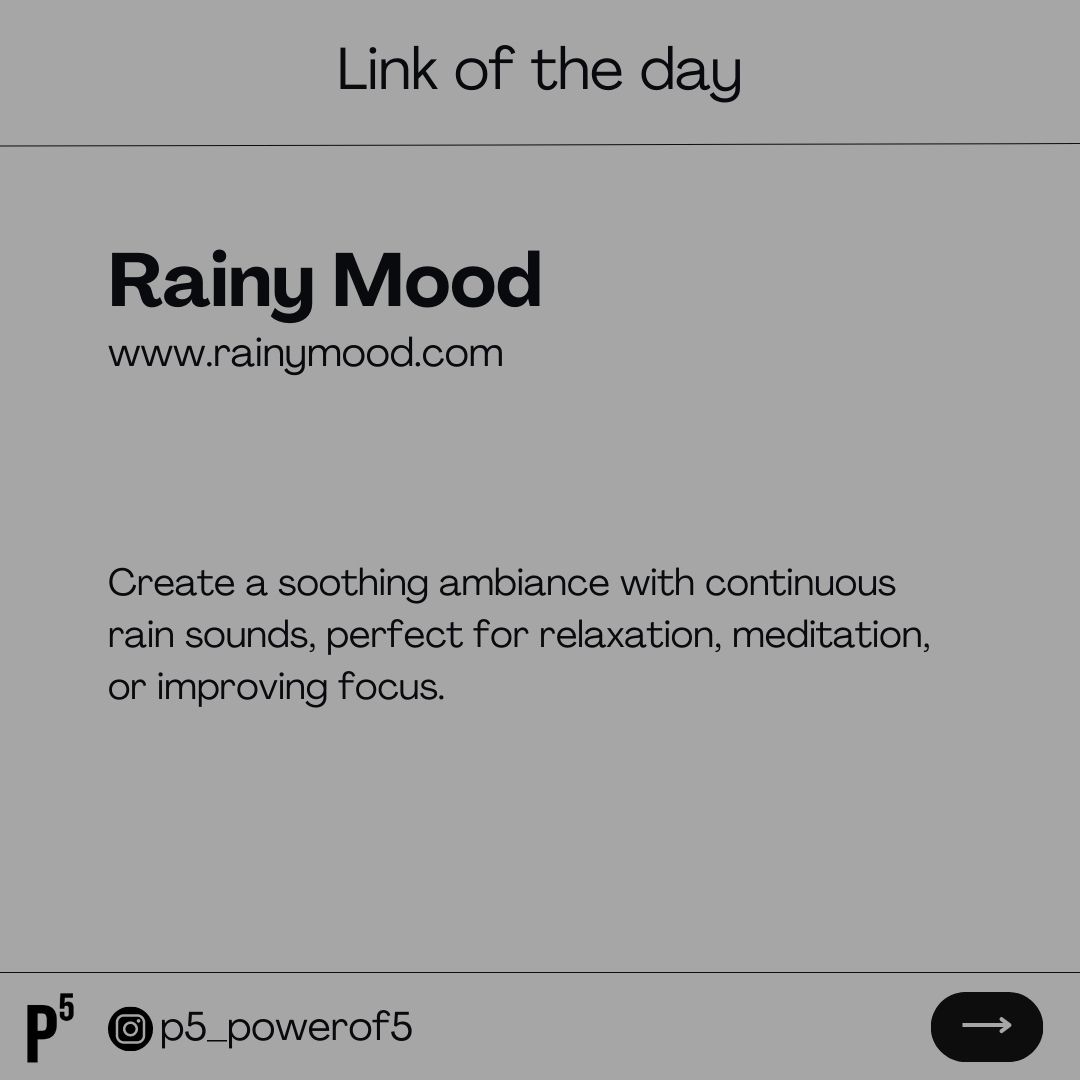 Link of the day
Rainy Mood
www.rainymood.com
Create a soothing ambiance with continuous
rain sounds, perfect for relaxation, meditation,
or improving focus.
P5 p5_powerof5